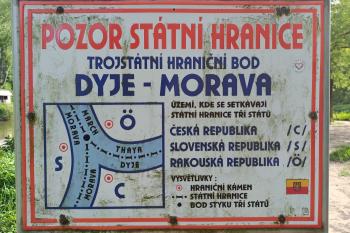 POZOR STÁTNÍ HRANICE
TROJSTÁTNÍ HRANIČNÍ BOD
DYJE - MORAVA
ÚZEMÍ, KDE SE SETKÁVAJÍ
STÁTNÍ HRANICE TŘÍ STÁTŮ
ČESKÁ REPUBLIKA /C/
SLOVENSKÁ REPUBLIKA /S/
RAKOUSKÁ REPUBLIKA /Ö/
VYSVĚTLIVKY:
HRANIČNÍ KÁMEN
STÁTNÍ HRANICE
BOD STYKU TŘÍ STÁTŮ
MORAVA
MARCH
Ö
THAYA
DYJE
S
MORAVA
C